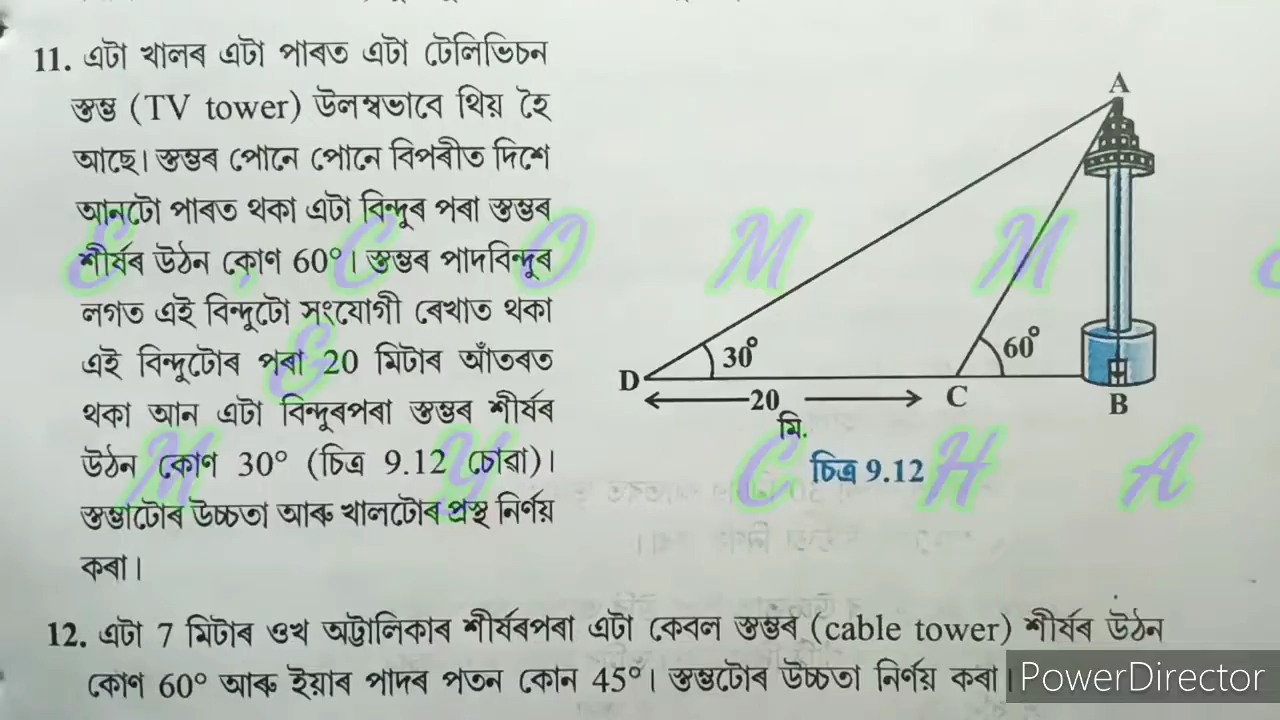 11. এটা খালৰ এটা পাৰত এটা টেলিভিচন
স্তম্ভ (TV tower) উলম্বভাবে থিয় হৈ
আছে। স্তম্ভৰ পোনে পোনে বিপৰীত দিশে
আনটো পাৰত থকা এটা বিন্দুৰ পৰা স্তম্ভৰ
শীৰ্ষৰ উঠন কোণ 60°। স্তম্ভৰ পাদবিন্দুৰ
লগত এই বিন্দুটো সংযোগী ৰেখাত থকা
এই বিন্দুটোৰ পৰা 20 মিটাৰ আঁতৰত
থকা আন এটা বিন্দুৰপৰা স্তম্ভৰ শীৰ্ষৰ
উঠন কোণ 30° (চিত্ৰ 9.12 চোৱা)।
স্তম্ভাটোৰ উচ্চতা আৰু খালটোৰ প্ৰস্থ নিৰ্ণয়
কৰা।
A
30°
60°
D
20
C
B
মি.
চিত্ৰ 9.12
12. এটা 7 মিটাৰ ওখ অট্টালিকাৰ শীৰ্ষৰপৰা এটা কেবল স্তম্ভৰ (cable tower) শীৰ্ষৰ উঠন
কোণ 60° আৰু ইয়াৰ পাদৰ পতন কোন 45°। স্তম্ভটোৰ উচ্চতা নিৰ্ণয় কৰা।
E . C O M M
E
M Y C H A
PowerDirector